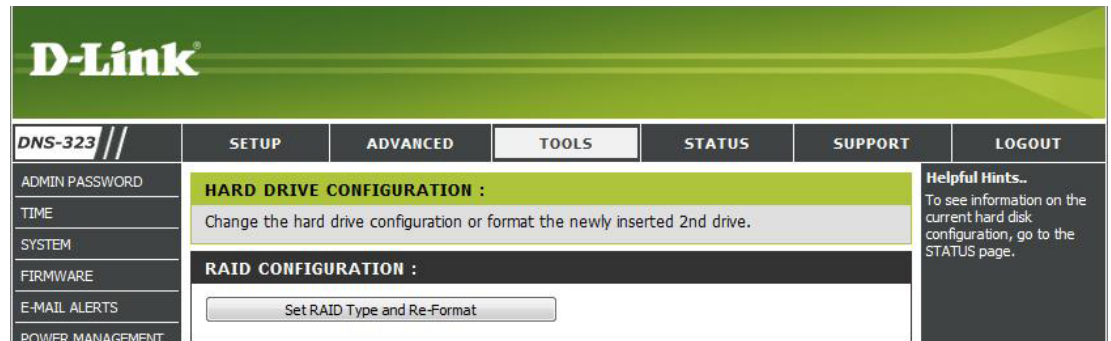 D-Link®
DNS-323 // SETUP ADVANCED TOOLS STATUS SUPPORT LOGOUT
ADMIN PASSWORD
TIME
SYSTEM
FIRMWARE
E-MAIL ALERTS
POWER MANAGEMENT
HARD DRIVE CONFIGURATION :
Change the hard drive configuration or format the newly inserted 2nd drive.
RAID CONFIGURATION :
Set RAID Type and Re-Format
Helpful Hints..
To see information on the
current hard disk
configuration, go to the
STATUS page.